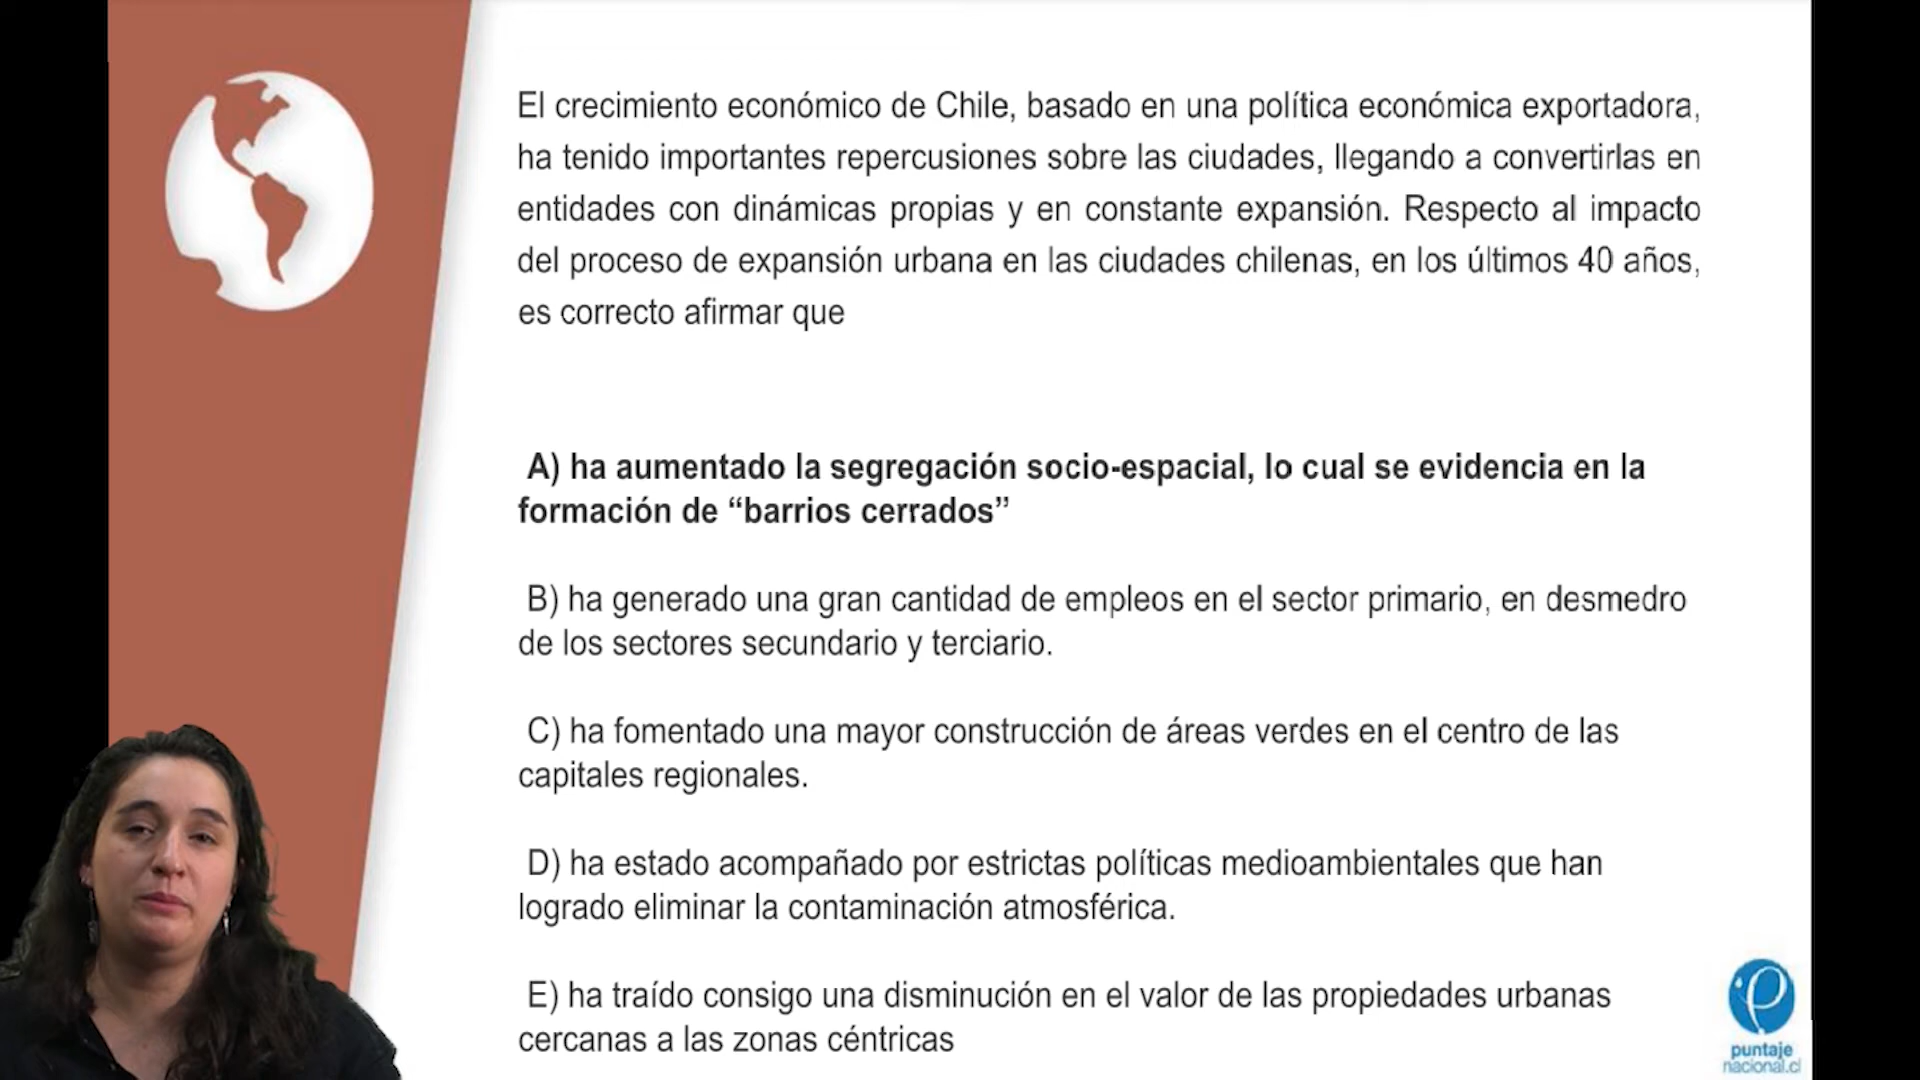 El crecimiento económico de Chile, basado en una política económica exportadora,
ha tenido importantes repercusiones sobre las ciudades, llegando a convertirlas en
entidades con dinámicas propias y en constante expansión. Respecto al impacto
del proceso de expansión urbana en las ciudades chilenas, en los últimos 40 años,
es correcto afirmar que
A) ha aumentado la segregación socio-espacial, lo cual se evidencia en la
formación de “barrios cerrados”
B) ha generado una gran cantidad de empleos en el sector primario, en desmedro
de los sectores secundario y terciario.
C) ha fomentado una mayor construcción de áreas verdes en el centro de las
capitales regionales.
D) ha estado acompañado por estrictas políticas medioambientales que han
logrado eliminar la contaminación atmosférica.
E) ha traído consigo una disminución en el valor de las propiedades urbanas
cercanas a las zonas céntricas
puntaje
nacional.cl